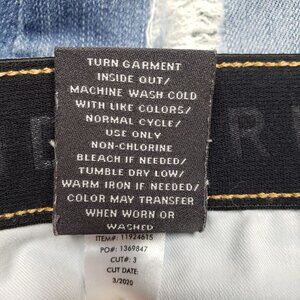 TURN GARMENT
INSIDE OUT/
MACHINE WASH COLD
WITH LIKE COLORS/
NORMAL CYCLE/
USE ONLY
NON-CHLORINE
BLEACH IF NEEDED/
TUMBLE DRY LOW/
WARM IRON IF NEEDED/
COLOR MAY TRANSFER
WHEN WORN OR
WASHED
ITEM#: 11924615
PO#: 1369847
CUT#: 3
CUT DATE:
3/2020